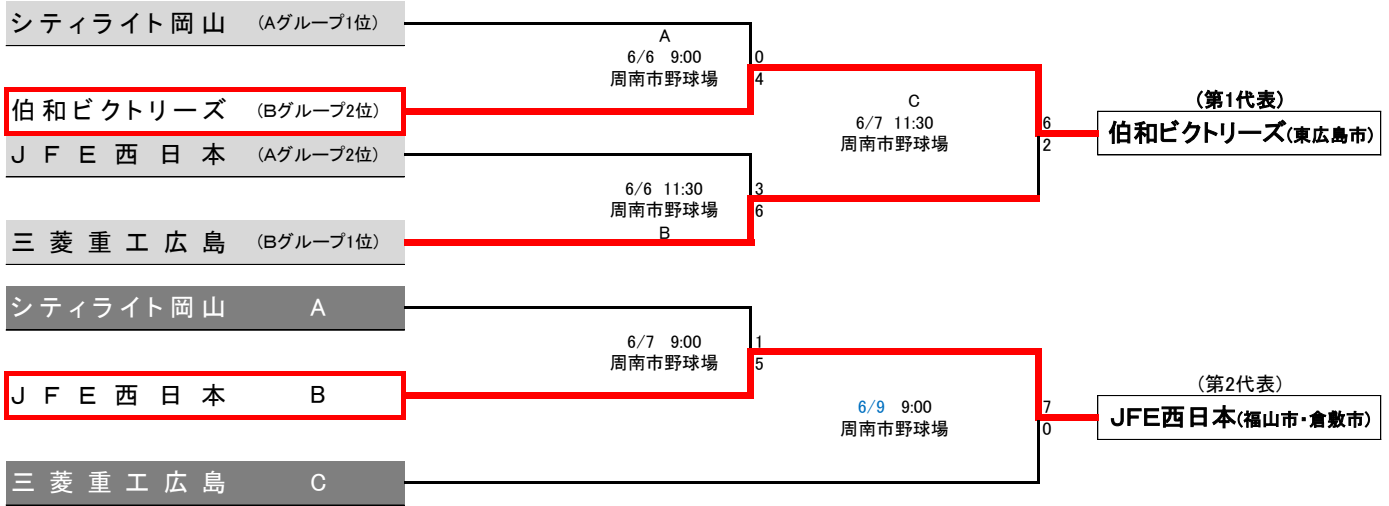 シティライト岡山 (Aグループ1位)
A
6/6 9:00
周南市野球場
0
4
伯和ビクトリーズ (Bグループ2位)
(第1代表)
伯和ビクトリーズ(東広島市)
C
6/7 11:30
周南市野球場
6
2
JFE西日本 (Aグループ2位)
6/6 11:30
周南市野球場
B
3
6
三菱重工広島 (Bグループ1位)
シティライト岡山 A
6/7 9:00
周南市野球場
1
5
JFE西日本 B
6/9 9:00
周南市野球場
7
0
(第2代表)
JFE西日本(福山市・倉敷市)
三菱重工広島 C